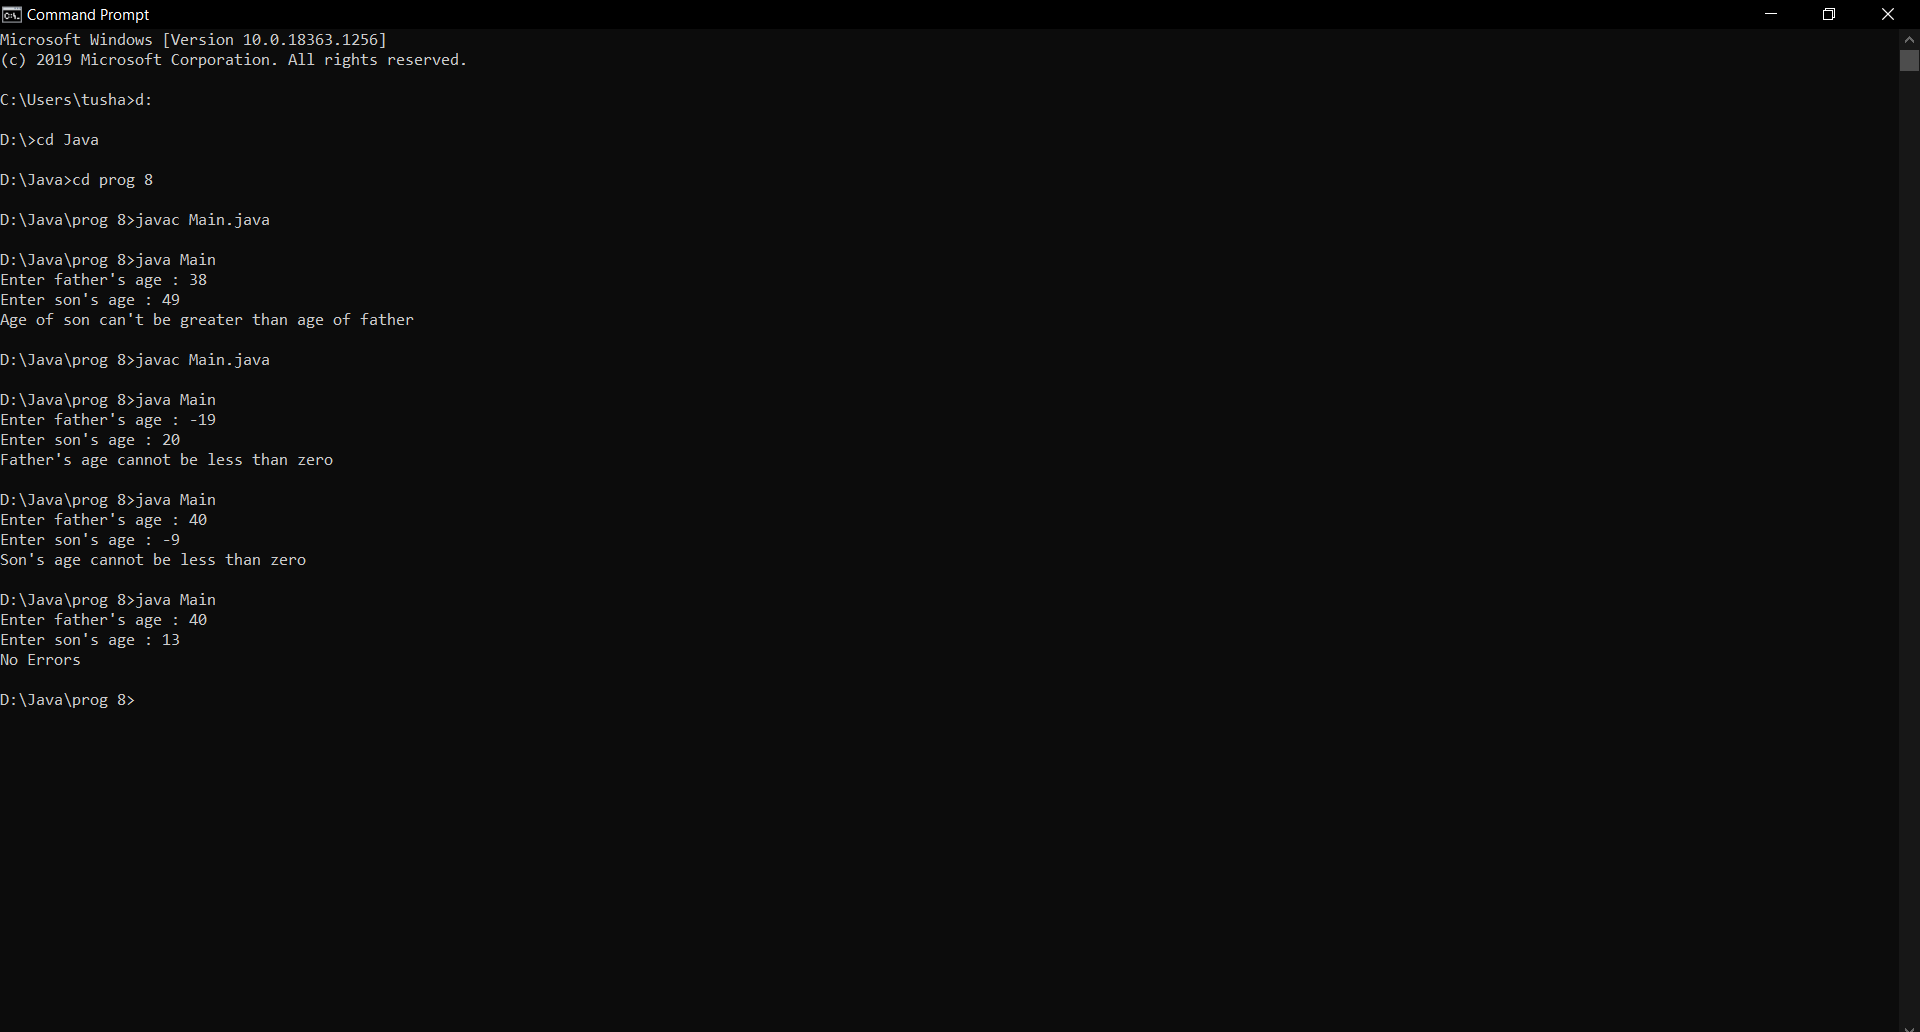 Command Prompt
Microsoft Windows [Version 10.0.18363.1256]
(c) 2019 Microsoft Corporation. All rights reserved.
C:\Users\tusha>d:
D:\>cd Java
D:\Java>cd prog 8
D:\Java\prog 8>javac Main.java
D:\Java\prog 8>java Main
Enter father's age : 38
Enter son's age : 49
Age of son can't be greater than age of father
D:\Java\prog 8>javac Main.java
D:\Java\prog 8>java Main
Enter father's age : -19
Enter son's age : 20
Father's age cannot be less than zero
D:\Java\prog 8>java Main
Enter father's age : 40
Enter son's age : -9
Son's age cannot be less than zero
D:\Java\prog 8>java Main
Enter father's age : 40
Enter son's age : 13
No Errors
D:\Java\prog 8>